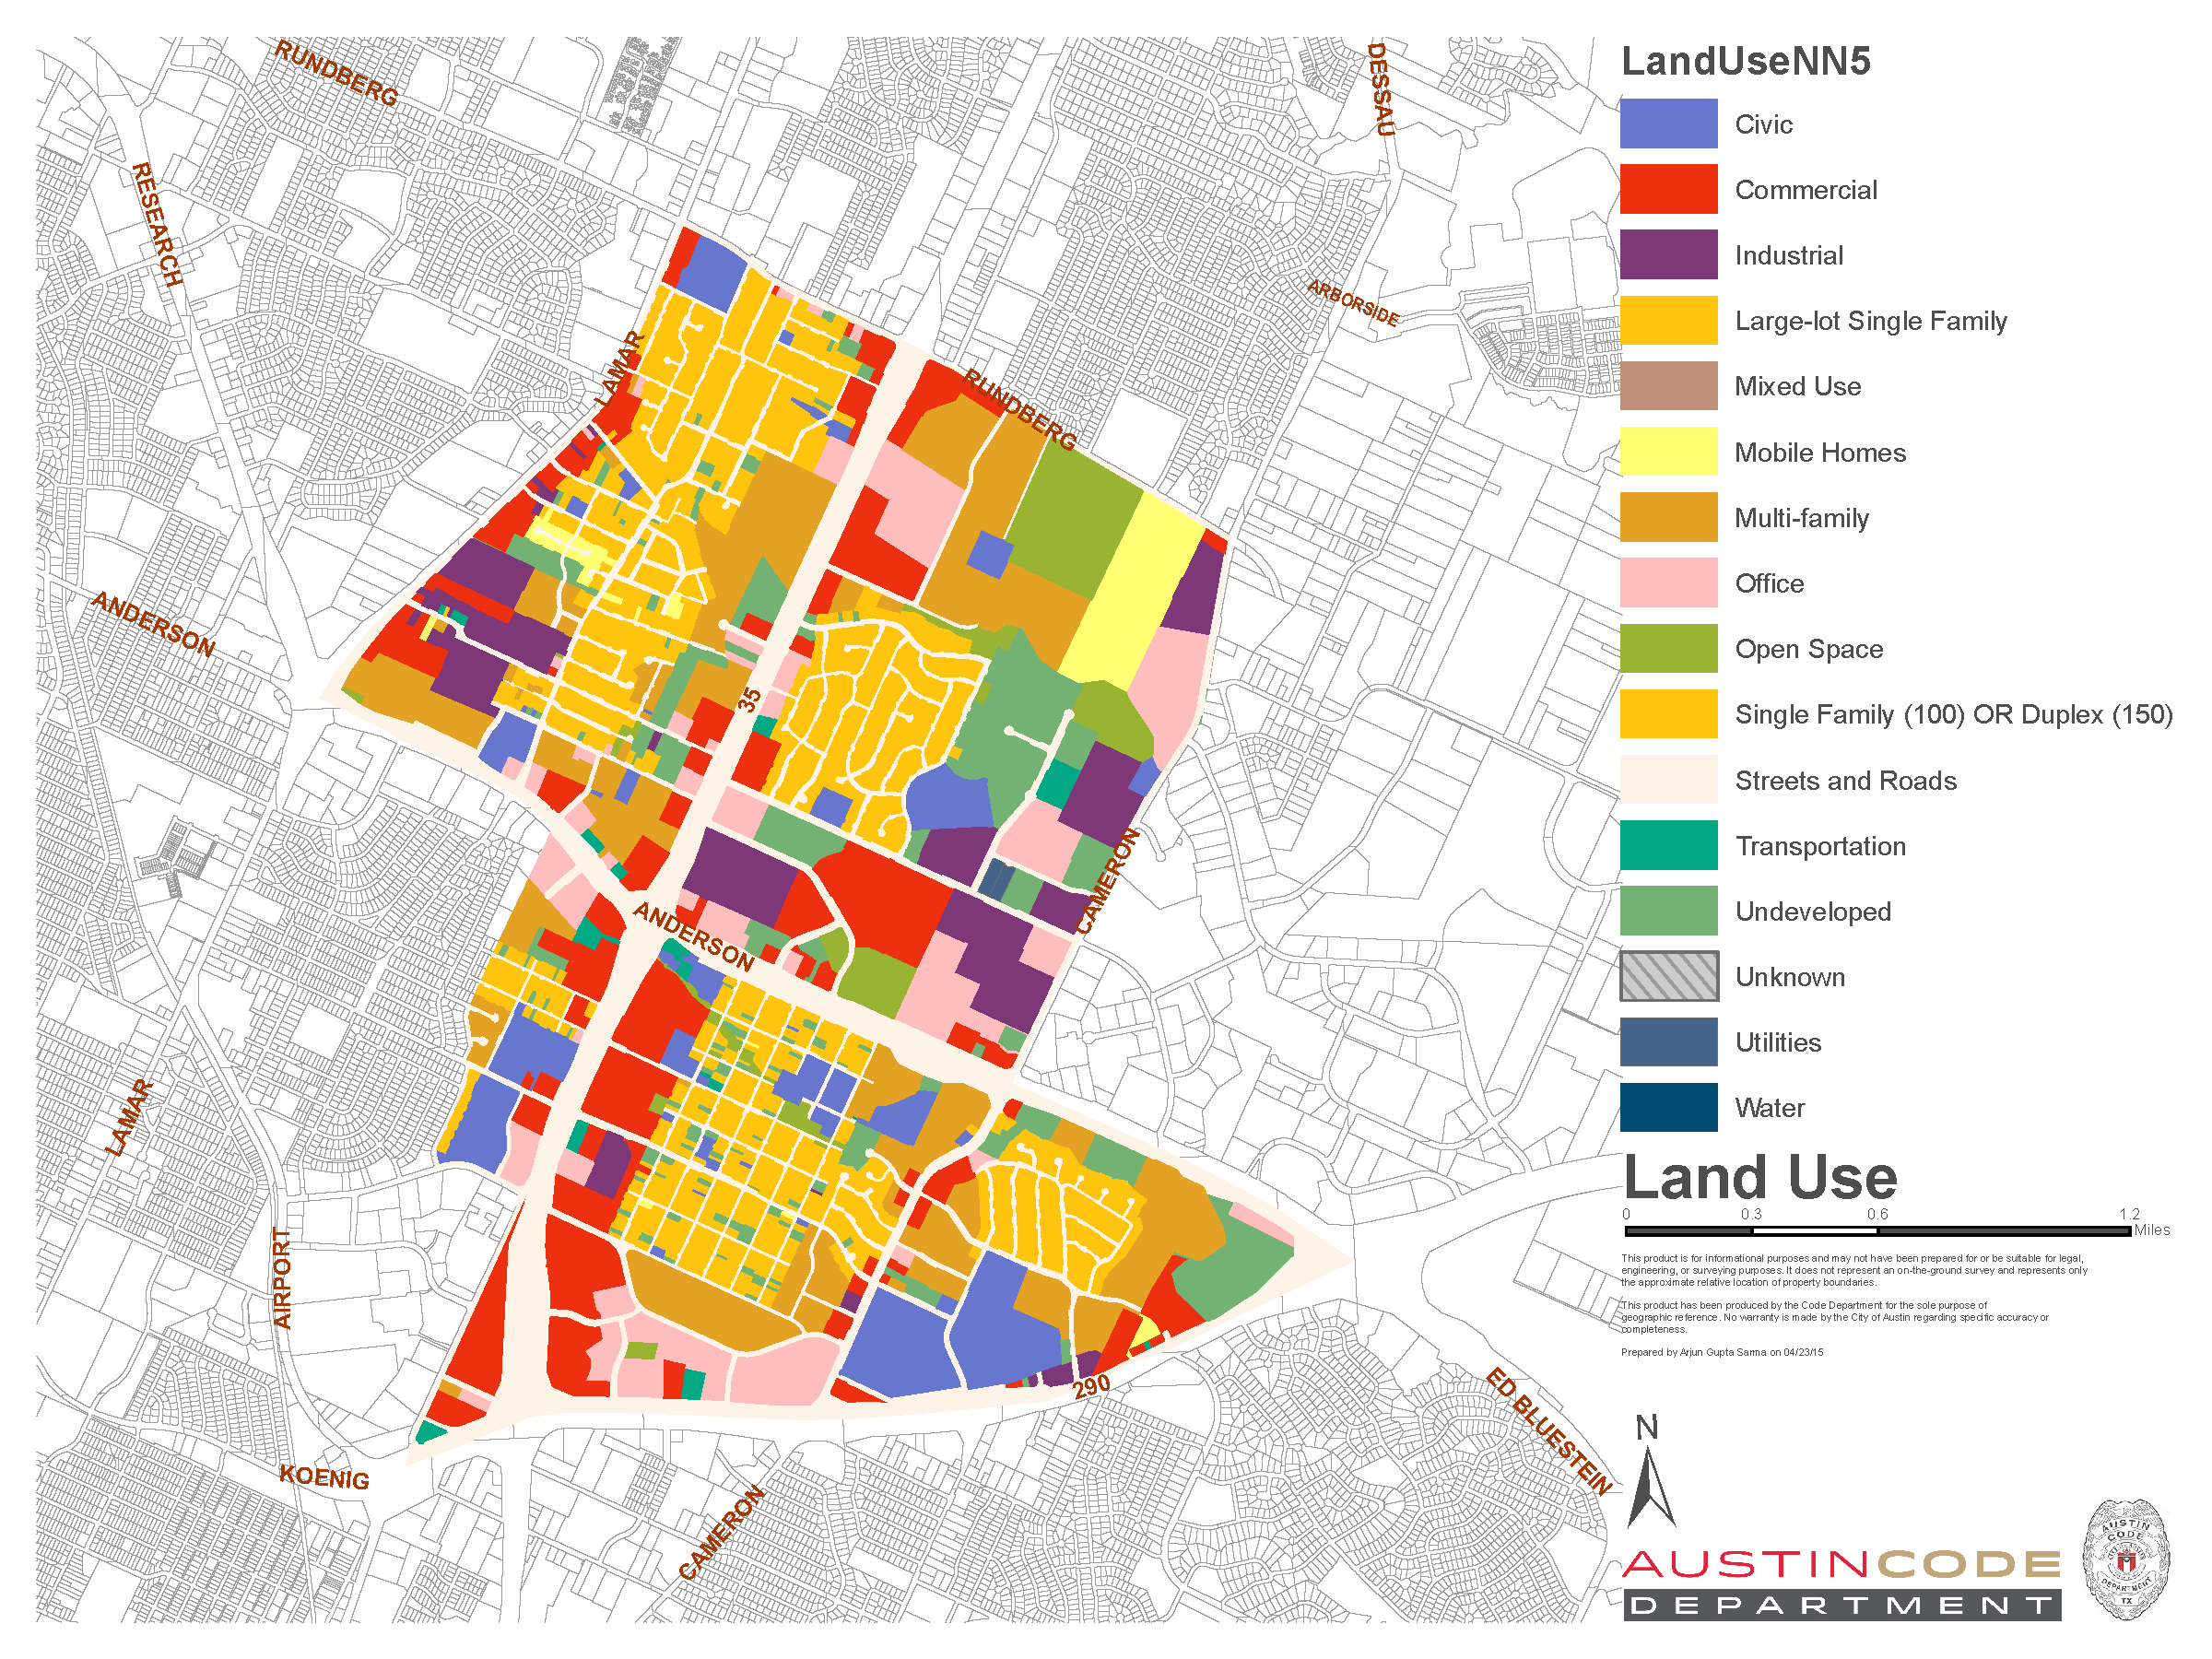 RUNDBERG
DESSAU
RESEARCH
ARBORSIDE
LAMAR
RUNDBERG
ANDERSON
35
CAMERON
ANDERSON
LAMAR
AIRPORT
290
ED BLUESTEIN
KOENIG
CAMERON
LandUseNN5
Civic
Commercial
Industrial
Large-lot Single Family
Mixed Use
Mobile Homes
Multi-family
Office
Open Space
Single Family (100) OR Duplex (150)
Streets and Roads
Transportation
Undeveloped
Unknown
Utilities
Water
Land Use
0 0.3 0.6 1.2
Miles
This product is for informational purposes and may not have been prepared for or be suitable for legal,
engineering, or surveying purposes. It does not represent an on-the-ground survey and represents only
the approximate relative location of property boundaries.
This product has been produced by the Code Department for the sole purpose of
geographic reference. No warranty is made by the City of Austin regarding specific accuracy or
completeness.
Prepared by Arjun Gupta Sarma on 04/23/15
N
AUSTINCODE
DEPARTMENT
AUSTIN
CODE
DEPARTMENT
TX